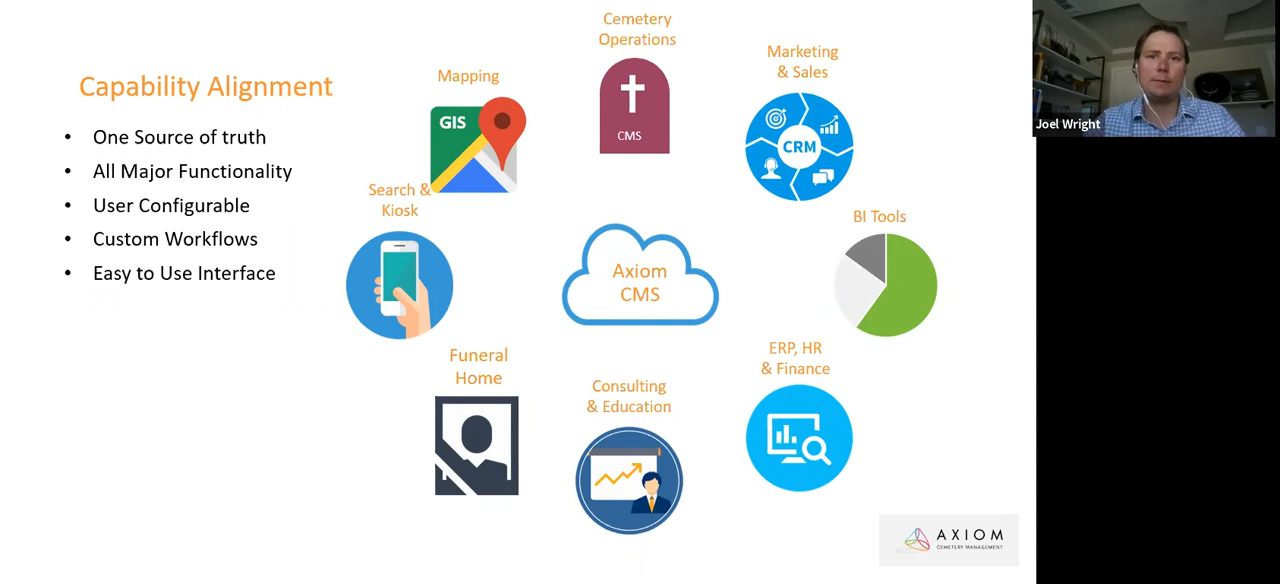 Capability Alignment
• One Source of truth
• All Major Functionality
• User Configurable
• Custom Workflows
• Easy to Use Interface
Cemetery
Operations
CMS
Marketing
& Sales
CRM
BI Tools
ERP, HR
& Finance
Consulting
& Education
Funeral
Home
Search &
Kiosk
Mapping
GIS
Axiom
CMS
AXIOM
CEMETERY MANAGEMENT
Joel Wright